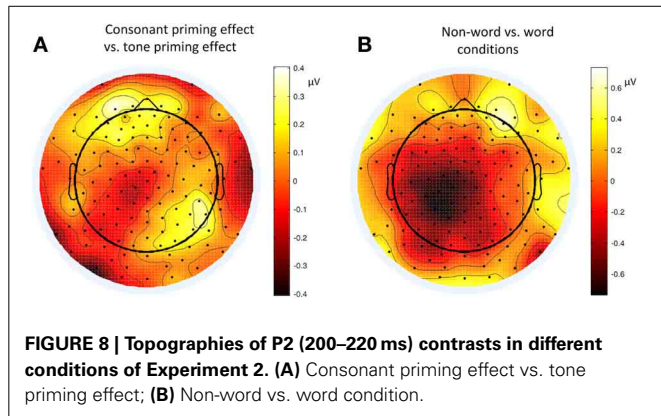 A
Consonant priming effect
vs. tone priming effect
0.4
μV
0.3
0.2
0.1
0
-0.1
-0.2
-0.3
-0.4
B
Non-word vs. word
conditions
μV
0.6
0.4
0.2
0
-0.2
-0.4
-0.6
FIGURE 8 | Topographies of P2 (200–220 ms) contrasts in different
conditions of Experiment 2. (A) Consonant priming effect vs. tone
priming effect; (B) Non-word vs. word condition.